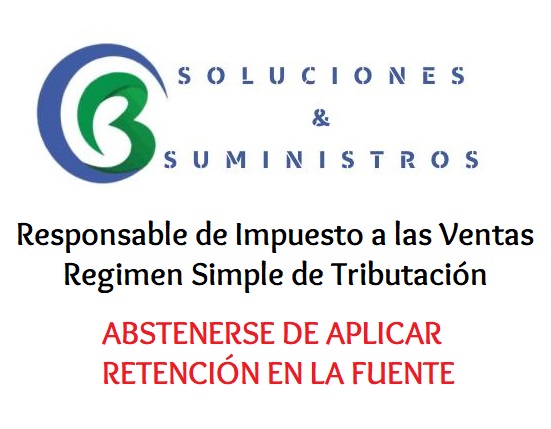 SOLUCIONES
&
SUMINISTROS
Responsable de Impuesto a las Ventas
Regimen Simple de Tributación
ABSTENERSE DE APLICAR
RETENCIÓN EN LA FUENTE